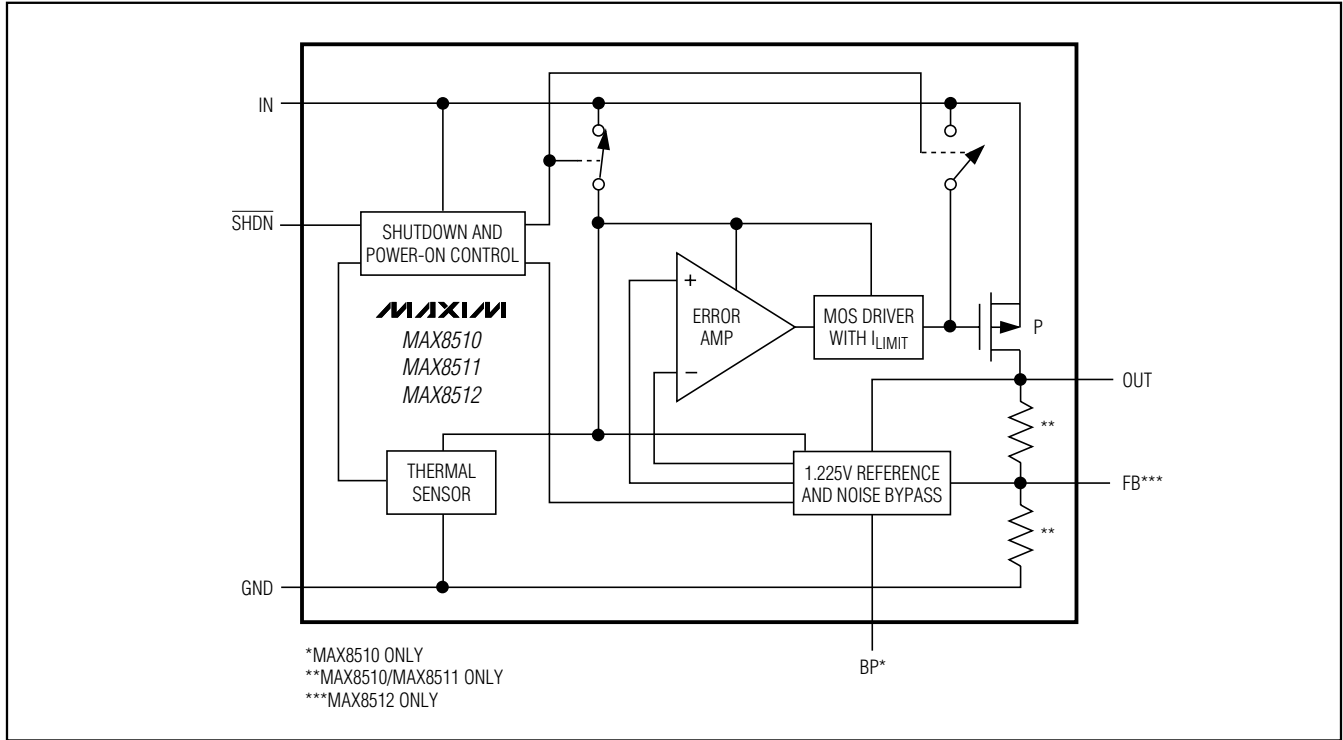 IN
SHDN
SHUTDOWN AND
POWER-ON CONTROL
MAXIM
MAX8510
MAX8511
MAX8512
+
ERROR
AMP
−
MOS DRIVER
WITH ILIMIT
P
OUT
**
THERMAL
SENSOR
1.225V REFERENCE
AND NOISE BYPASS
FB***
**
GND
BP*
*MAX8510 ONLY
**MAX8510/MAX8511 ONLY
***MAX8512 ONLY